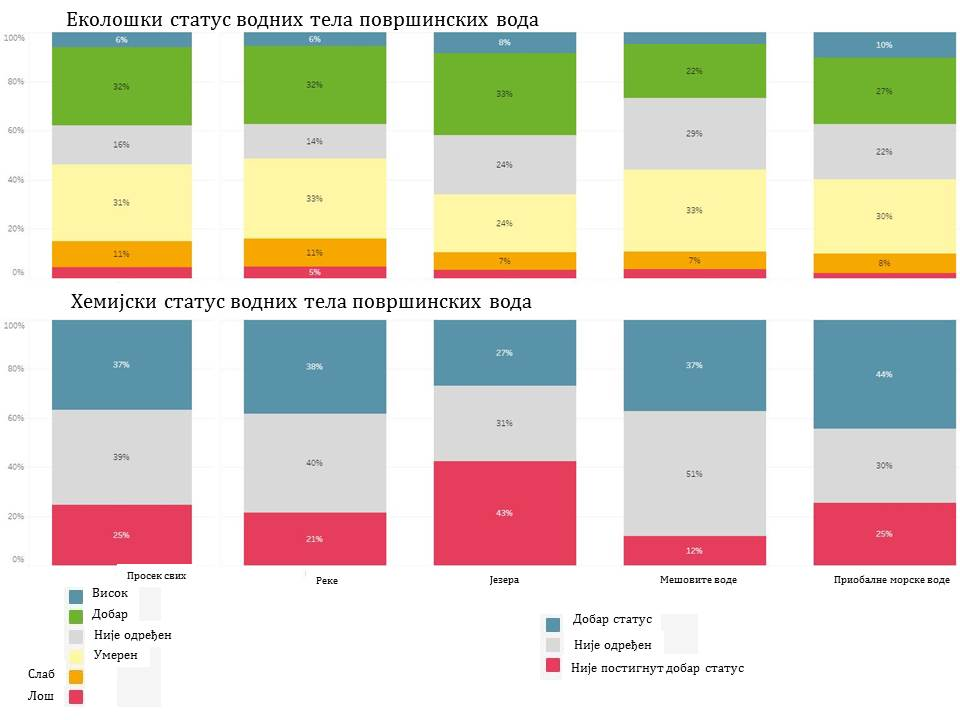 Еколошки статус водних тела површинских вода
100%
6% 6% 8% 10%
32% 32% 33% 22% 27%
80%
16% 14% 24% 29% 22%
60%
40%
31% 33% 24% 33% 30%
20%
11% 11% 7% 7% 8%
0%
5%
Хемијски статус водних тела површинских вода
100%
37% 38% 27% 37% 44%
80%
60%
39% 40% 31% 51% 30%
40%
20%
25% 21% 43% 12% 25%
0%
Просек свих Реке Језера Мешовите воде Приобалне морске воде
Висок
Добар
Није одређен
Умерен
Слаб
Лош
Добар статус
Није одређен
Није постигнут добар статус